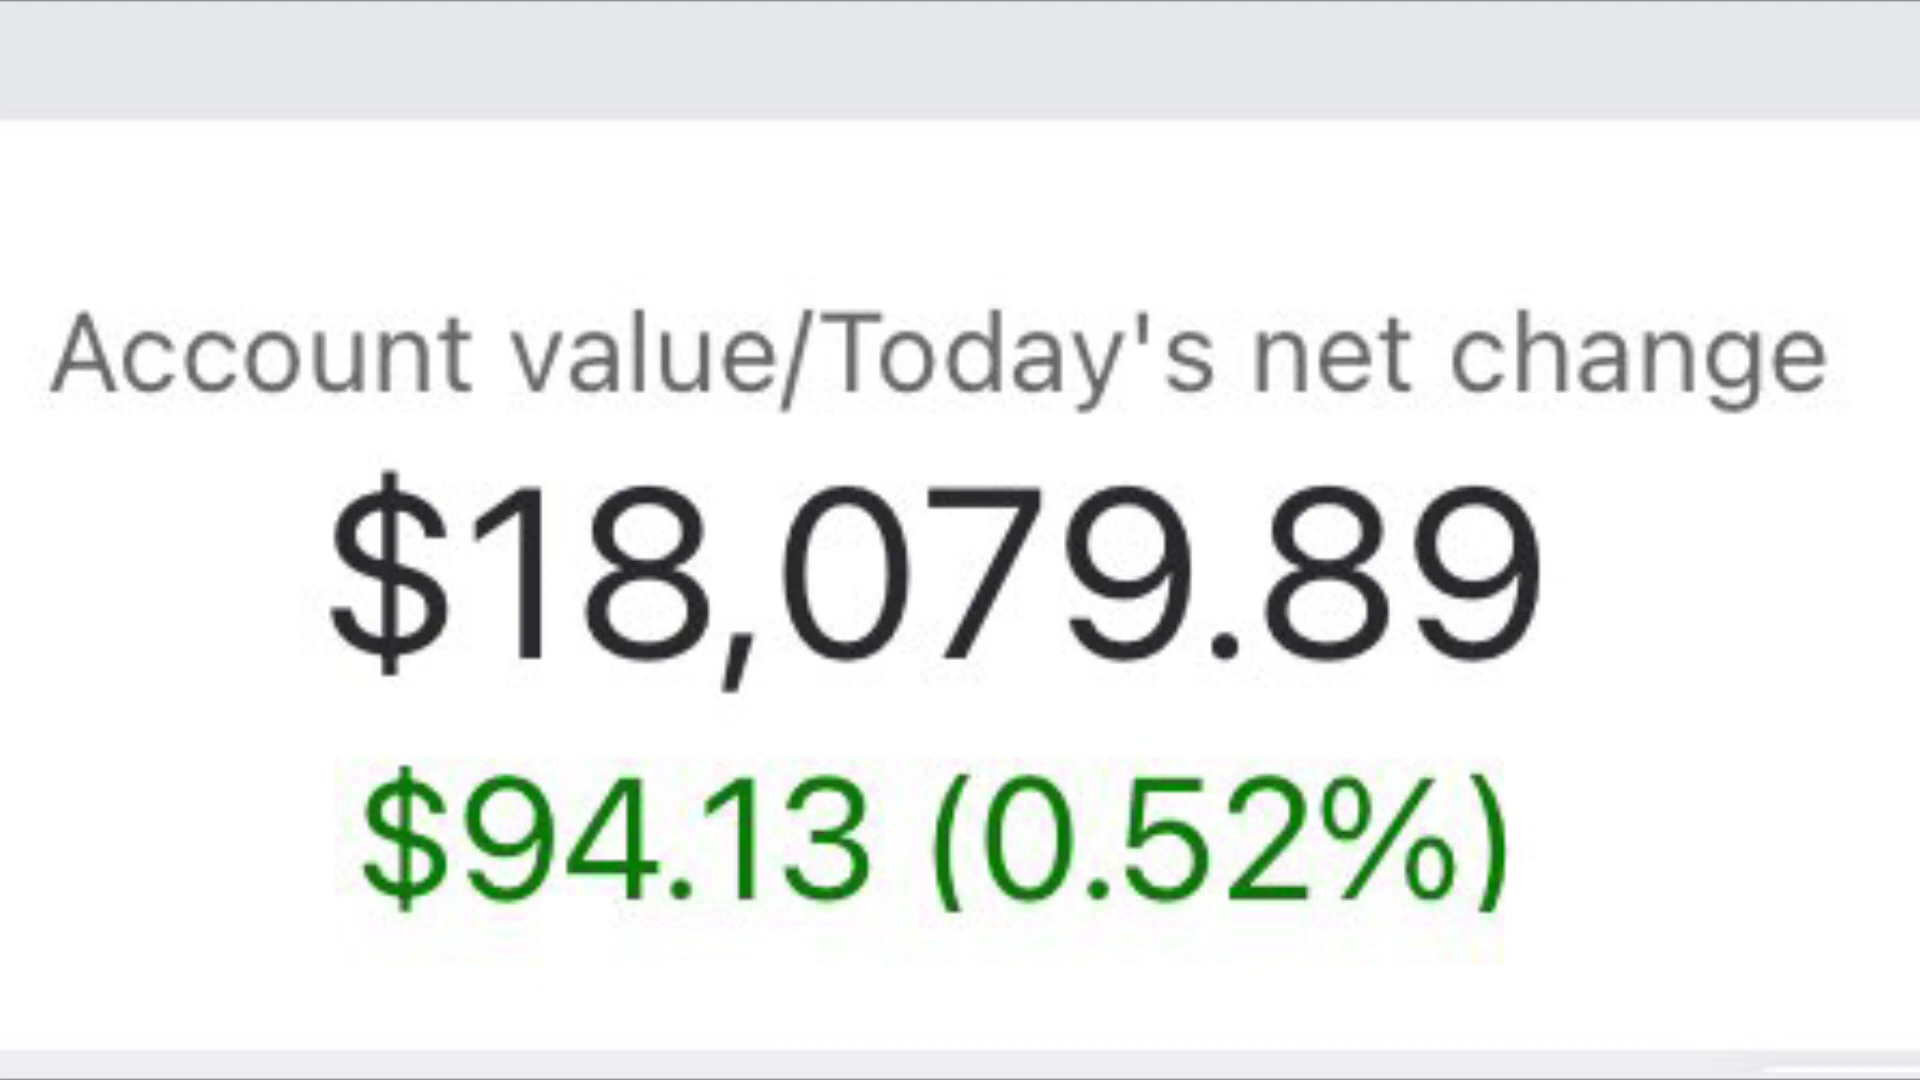 Account value/Today's net change
$18,079.89
$94.13 (0.52%)